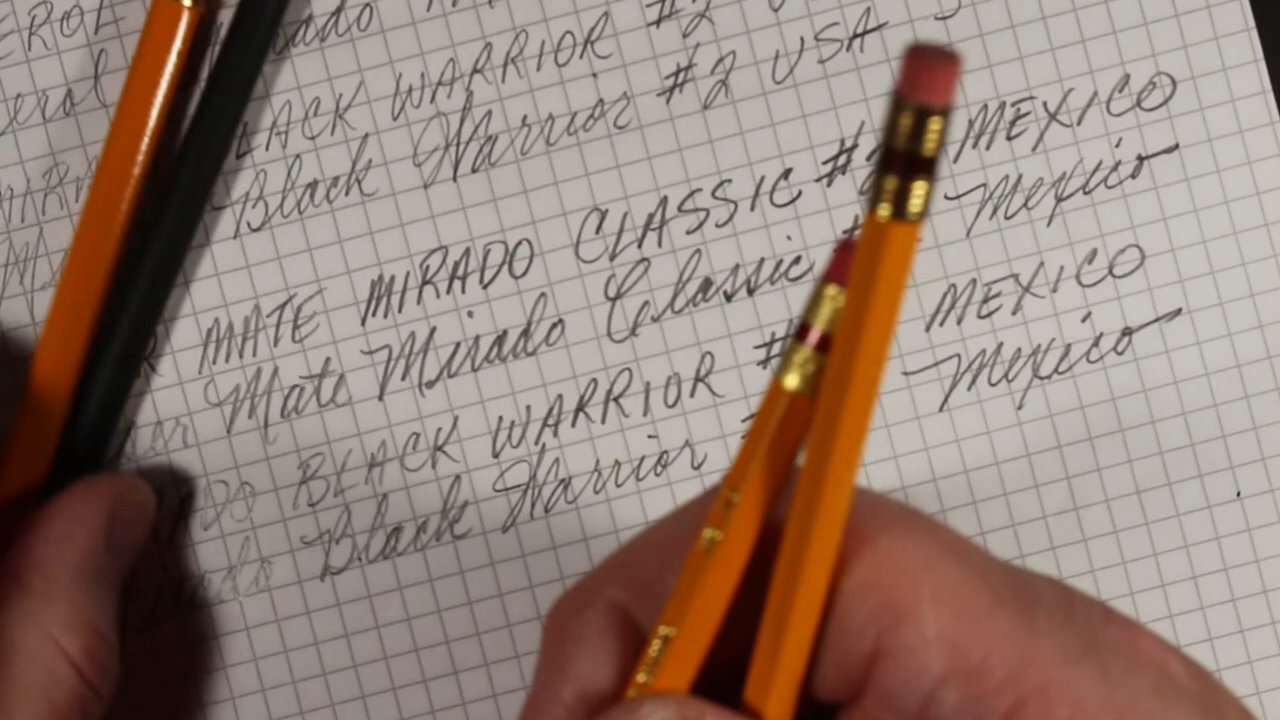 BLACK WARRIOR #2
Black Warrior #2 USA
MATE MIRADO CLASSIC #2 MEXICO
Mate Mirado Classic Mexico
BLACK WARRIOR # MEXICO
Black Warrior Mexico